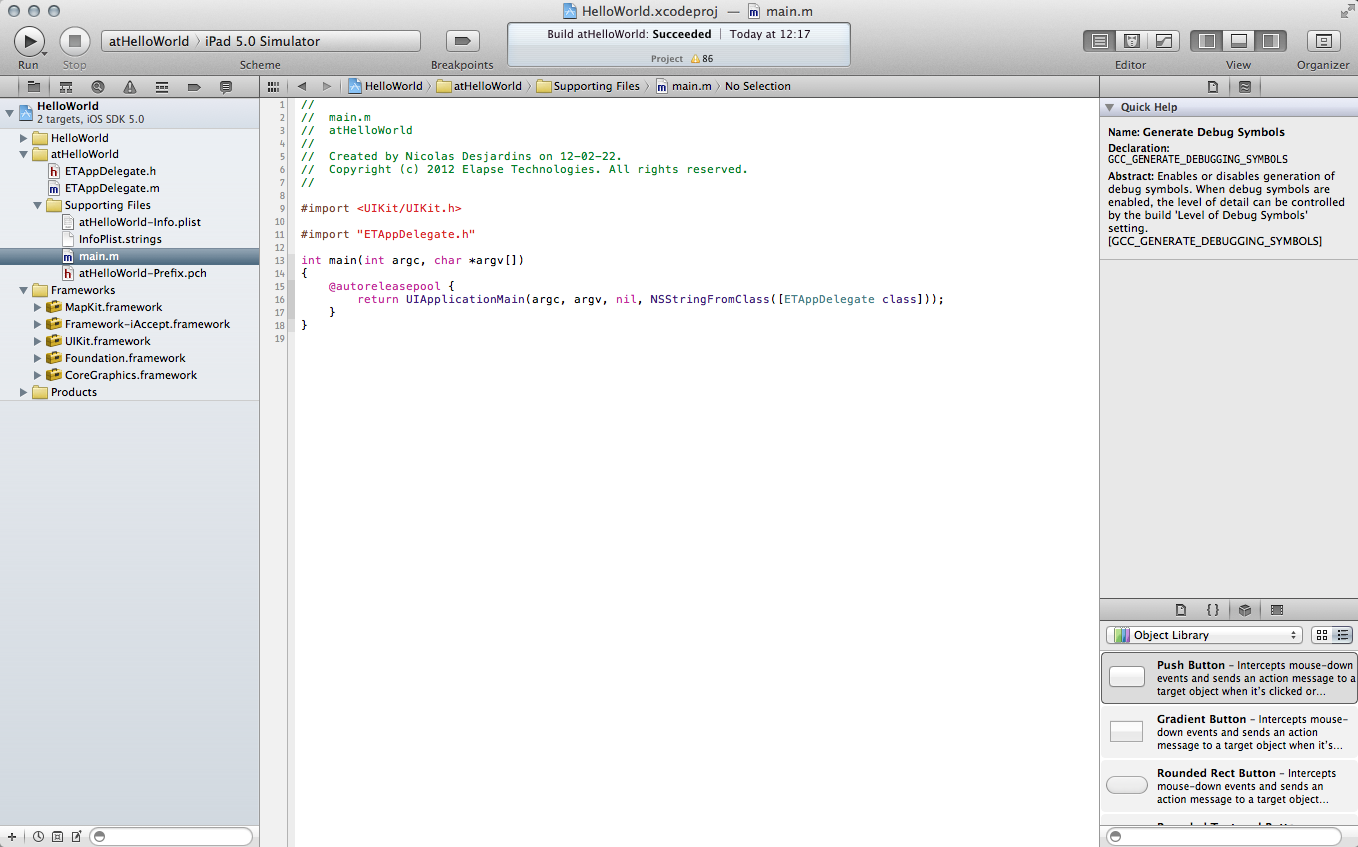 HelloWorld.xcodeproj — main.m
Run
Stop
atHelloWorld 〉 iPad 5.0 Simulator
Scheme
Breakpoints
Build atHelloWorld: Succeeded | Today at 12:17
Project 86
Editor
View
Organizer
HelloWorld
2 targets, iOS SDK 5.0
HelloWorld
atHelloWorld
ETAppDelegate.h
ETAppDelegate.m
Supporting Files
atHelloWorld-Info.plist
InfoPlist.strings
main.m
atHelloWorld-Prefix.pch
Frameworks
MapKit.framework
Framework-iAccept.framework
UIKit.framework
Foundation.framework
CoreGraphics.framework
Products
HelloWorld 〉 atHelloWorld 〉 Supporting Files 〉 main.m 〉 No Selection
1 //
2 //  main.m
3 //  atHelloWorld
4 //
5 //  Created by Nicolas Desjardins on 12-02-22.
6 //  Copyright (c) 2012 Elapse Technologies. All rights reserved.
7 //
8
9 #import <UIKit/UIKit.h>
10
11 #import "ETAppDelegate.h"
12
13 int main(int argc, char *argv[])
14 {
15     @autoreleasepool {
16         return UIApplicationMain(argc, argv, nil, NSStringFromClass([ETAppDelegate class]));
17     }
18 }
19
Quick Help
Name: Generate Debug Symbols
Declaration:
GCC_GENERATE_DEBUGGING_SYMBOLS
Abstract: Enables or disables generation of
debug symbols. When debug symbols are
enabled, the level of detail can be controlled
by the build 'Level of Debug Symbols'
setting.
[GCC_GENERATE_DEBUGGING_SYMBOLS]
{ }
Object Library
Push Button – Intercepts mouse-down
events and sends an action message to a
target object when it's clicked or...
Gradient Button – Intercepts mouse-
down events and sends an action
message to a target object when it's...
Rounded Rect Button – Intercepts
mouse-down events and sends an
action message to a target object...